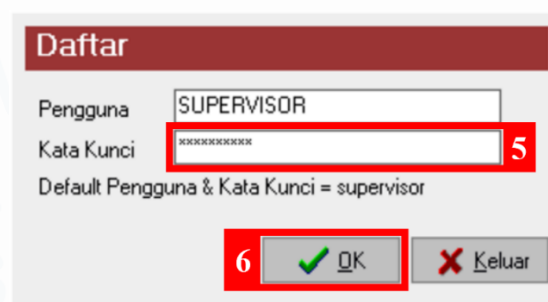 Daftar
Pengguna SUPERVISOR
Kata Kunci ********** 5
Default Pengguna & Kata Kunci = supervisor
6 OK Keluar